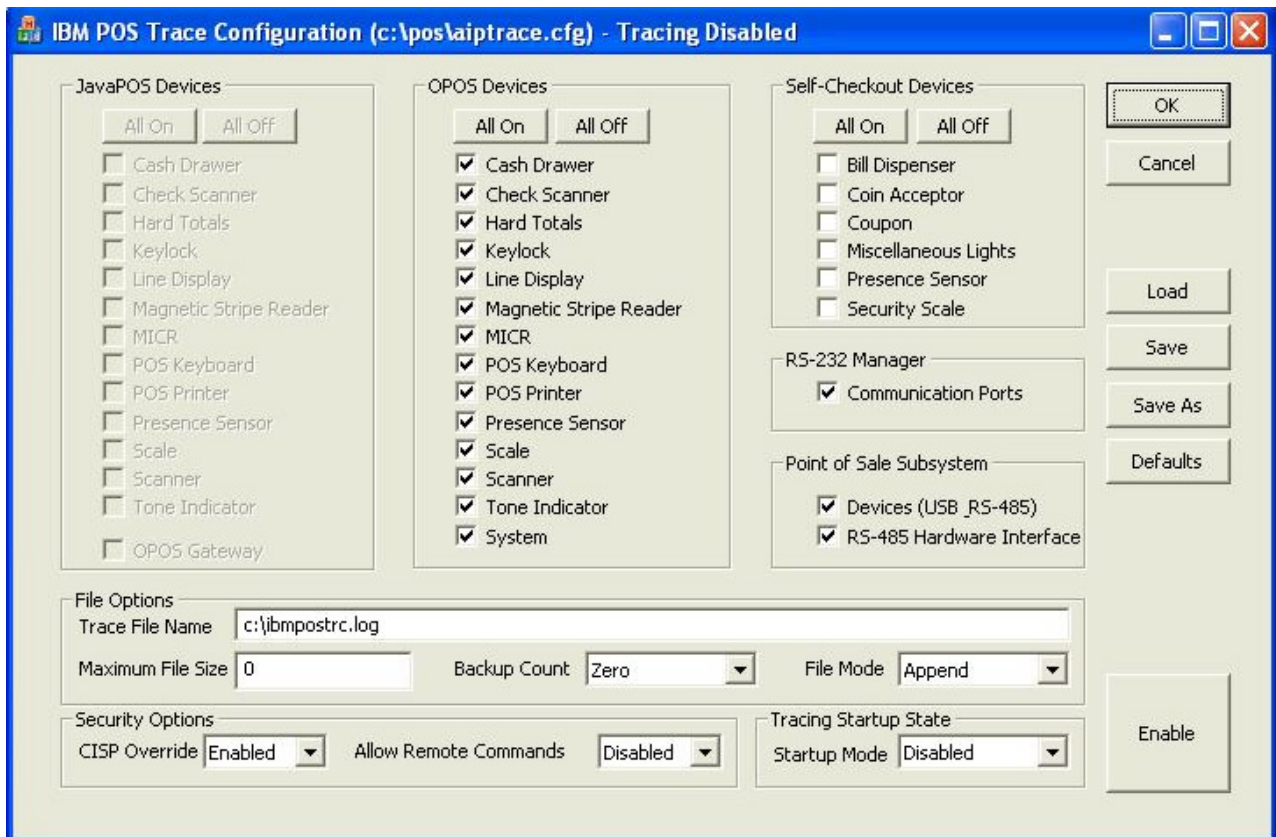 IBM POS Trace Configuration (c:\pos\aiptrace.cfg) - Tracing Disabled
JavaPOS Devices
All On All Off
Cash Drawer
Check Scanner
Hard Totals
Keylock
Line Display
Magnetic Stripe Reader
MICR
POS Keyboard
POS Printer
Presence Sensor
Scale
Scanner
Tone Indicator
OPOS Gateway
OPOS Devices
All On All Off
Cash Drawer
Check Scanner
Hard Totals
Keylock
Line Display
Magnetic Stripe Reader
MICR
POS Keyboard
POS Printer
Presence Sensor
Scale
Scanner
Tone Indicator
System
Self-Checkout Devices
All On All Off
Bill Dispenser
Coin Acceptor
Coupon
Miscellaneous Lights
Presence Sensor
Security Scale
RS-232 Manager
Communication Ports
Point of Sale Subsystem
Devices (USB _RS-485)
RS-485 Hardware Interface
OK
Cancel
Load
Save
Save As
Defaults
File Options
Trace File Name c:\ibmpostrc.log
Maximum File Size 0 Backup Count Zero File Mode Append
Security Options
CISP Override Enabled Allow Remote Commands Disabled
Tracing Startup State
Startup Mode Disabled
Enable